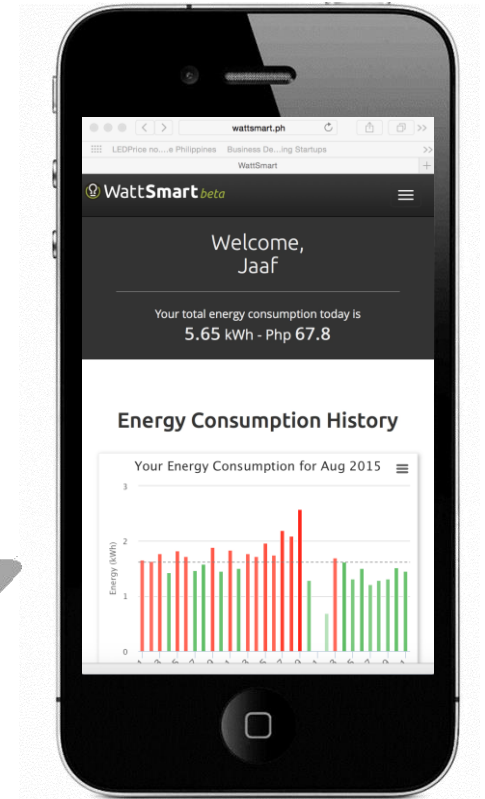 wattsmart.ph
LEDPrice no....e Philippines Business De...ing Startups
WattSmart
WattSmart beta
Welcome,
Jaaf
Your total energy consumption today is
5.65 kWh - Php 67.8
Energy Consumption History
Your Energy Consumption for Aug 2015
3
2
Energy (kWh)
1
0